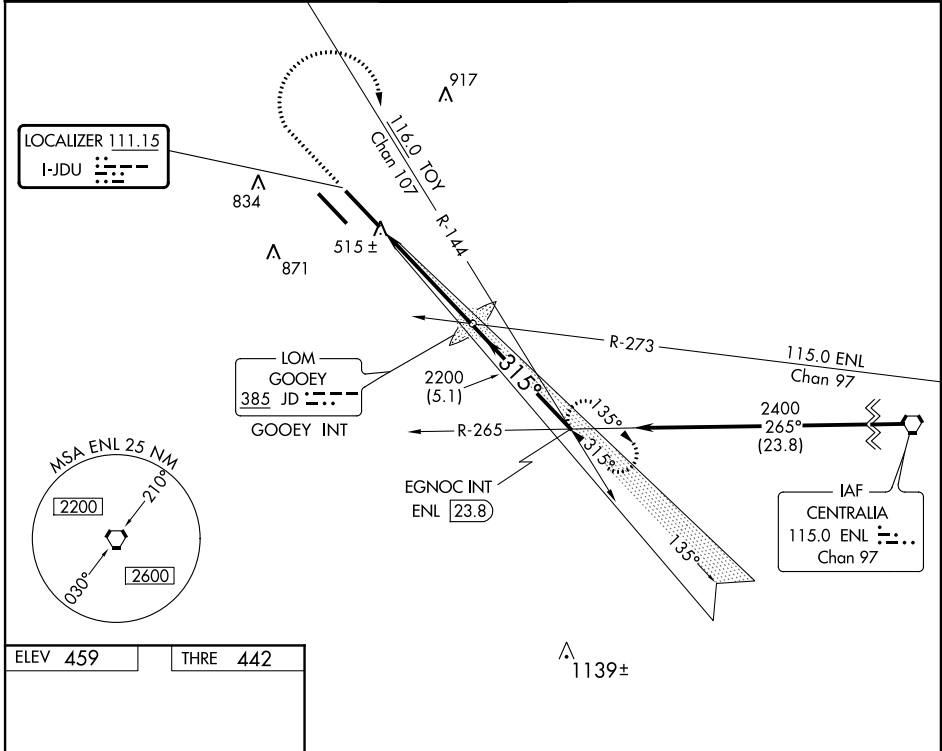 917
LOCALIZER 111.15
I-JDU
834
116.0 TOY
Chan 107
R-144
515 ±
871
R-273
115.0 ENL
Chan 97
LOM
GOOEY
385 JD
GOOEY INT
2200
(5.1)
315°
135°
2400
265°
(23.8)
R-265
315°
EGNOC INT
ENL 23.8
IAF
CENTRALIA
115.0 ENL
Chan 97
MSA ENL 25 NM
2200
210°
030°
2600
135°
ELEV 459
THRE 442
1139 ±